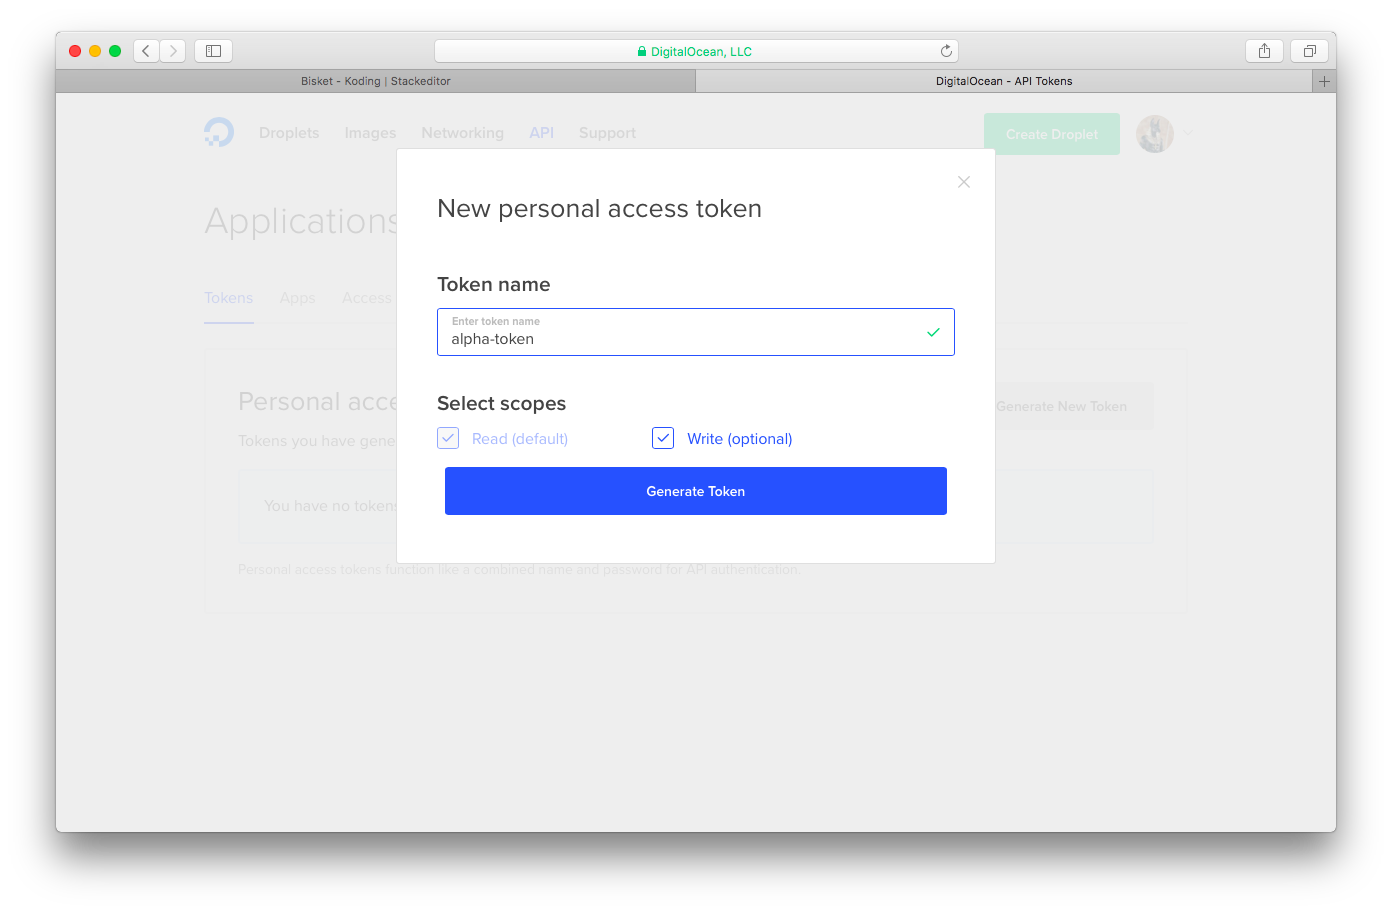 DigitalOcean, LLC
Bisket - Koding | Stackeditor
DigitalOcean - API Tokens
Droplets Images Networking API Support
Create Droplet
Applications
New personal access token
Tokens Apps Access
Token name
Enter token name
alpha-token
Personal acce
Generate New Token
Tokens you have gene
Select scopes
Read (default) Write (optional)
Generate Token
You have no tokens
Personal access tokens function like a combined name and password for API authentication.